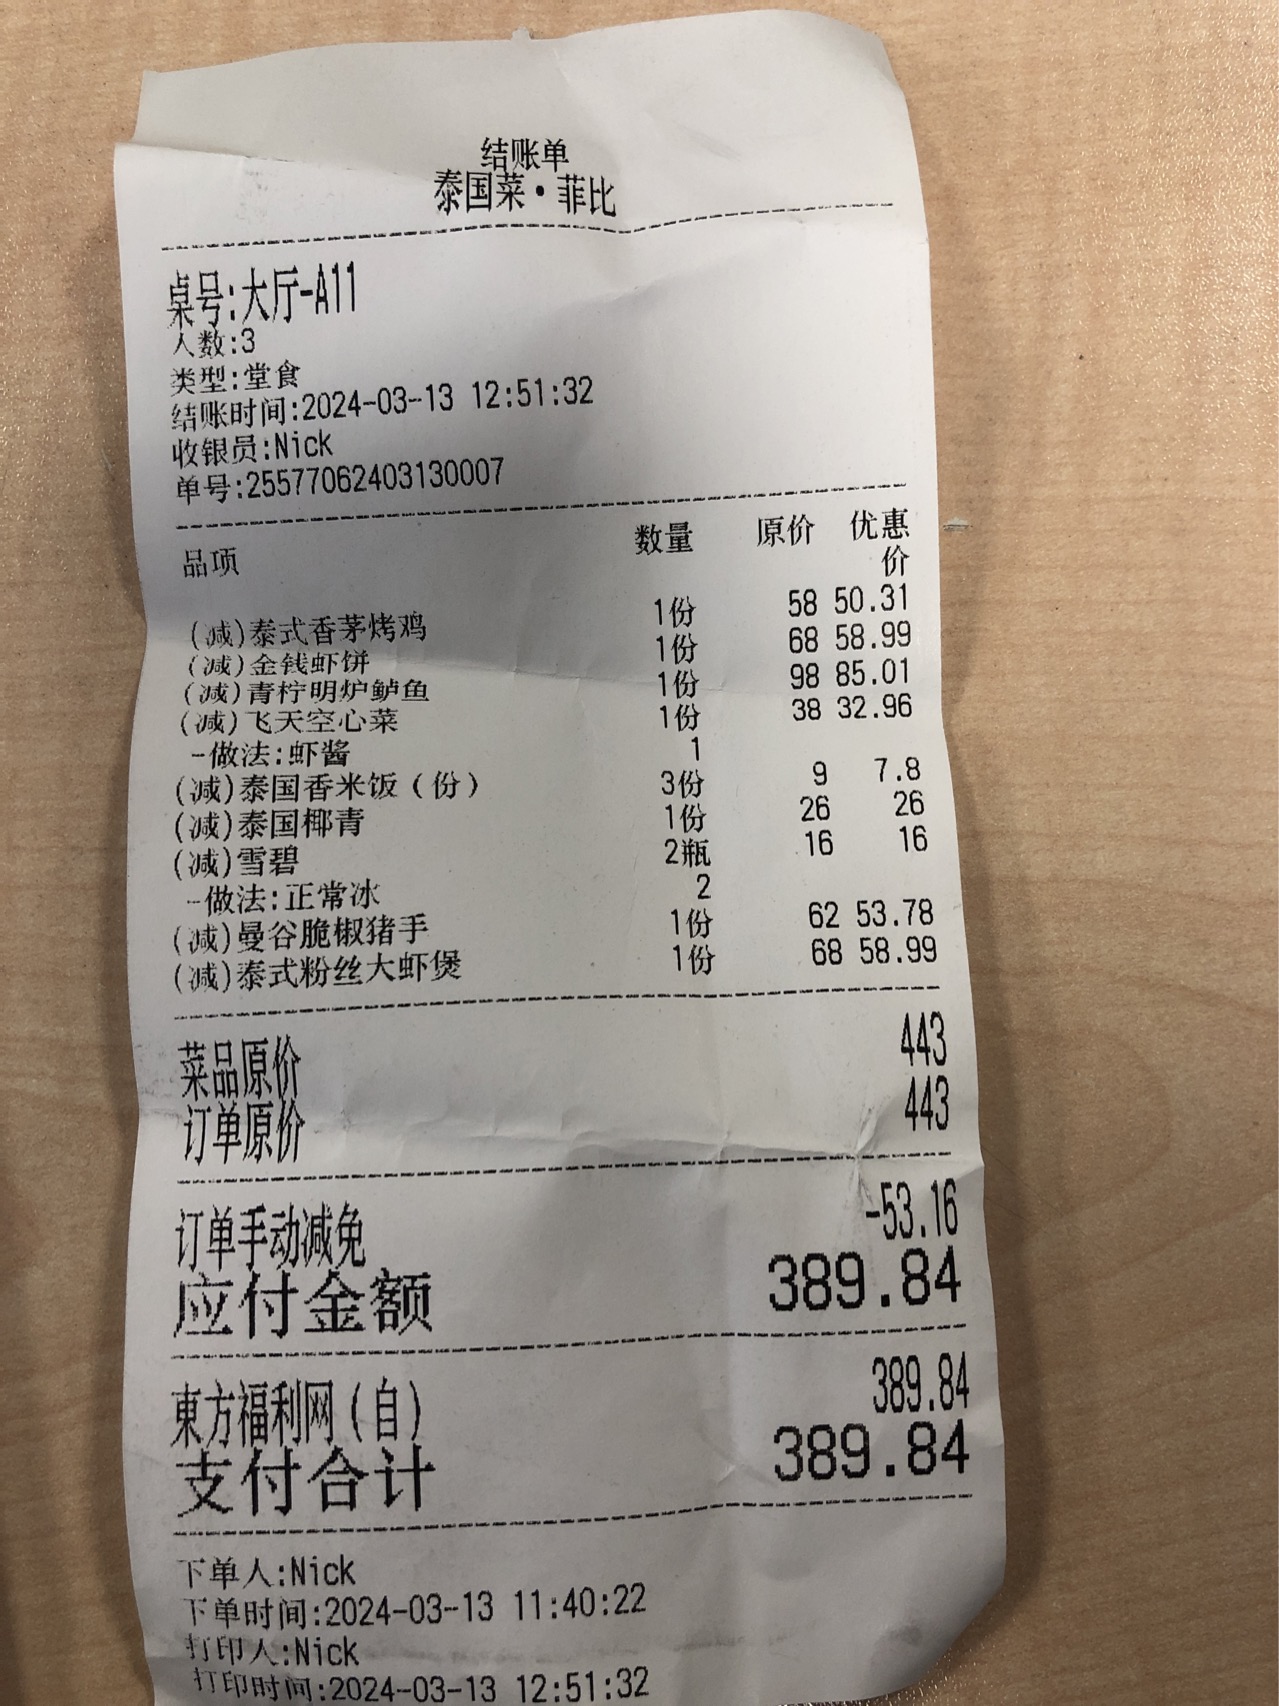 结账单
泰国菜·菲比
桌号:大厅-A11
人数:3
类型:堂食
结账时间:2024-03-13 12:51:32
收银员:Nick
单号:25577062403130007
品项 数量 原价 优惠价
(减)泰式香茅烤鸡 1份 58 50.31
(减)金钱虾饼 1份 68 58.99
(减)青柠明炉鲈鱼 1份 98 85.01
(减)飞天空心菜 1份 38 32.96
-做法:虾酱 1
(减)泰国香米饭(份) 3份 9 7.8
(减)泰国椰青 1份 26 26
(减)雪碧 2瓶 16 16
-做法:正常冰 2
(减)曼谷脆椒猪手 1份 62 53.78
(减)泰式粉丝大虾煲 1份 68 58.99
菜品原价 443
订单原价 443
订单手动减免 -53.16
应付金额 389.84
東方福利网(自) 389.84
支付合计 389.84
下单人:Nick
下单时间:2024-03-13 11:40:22
打印人:Nick
打印时间:2024-03-13 12:51:32